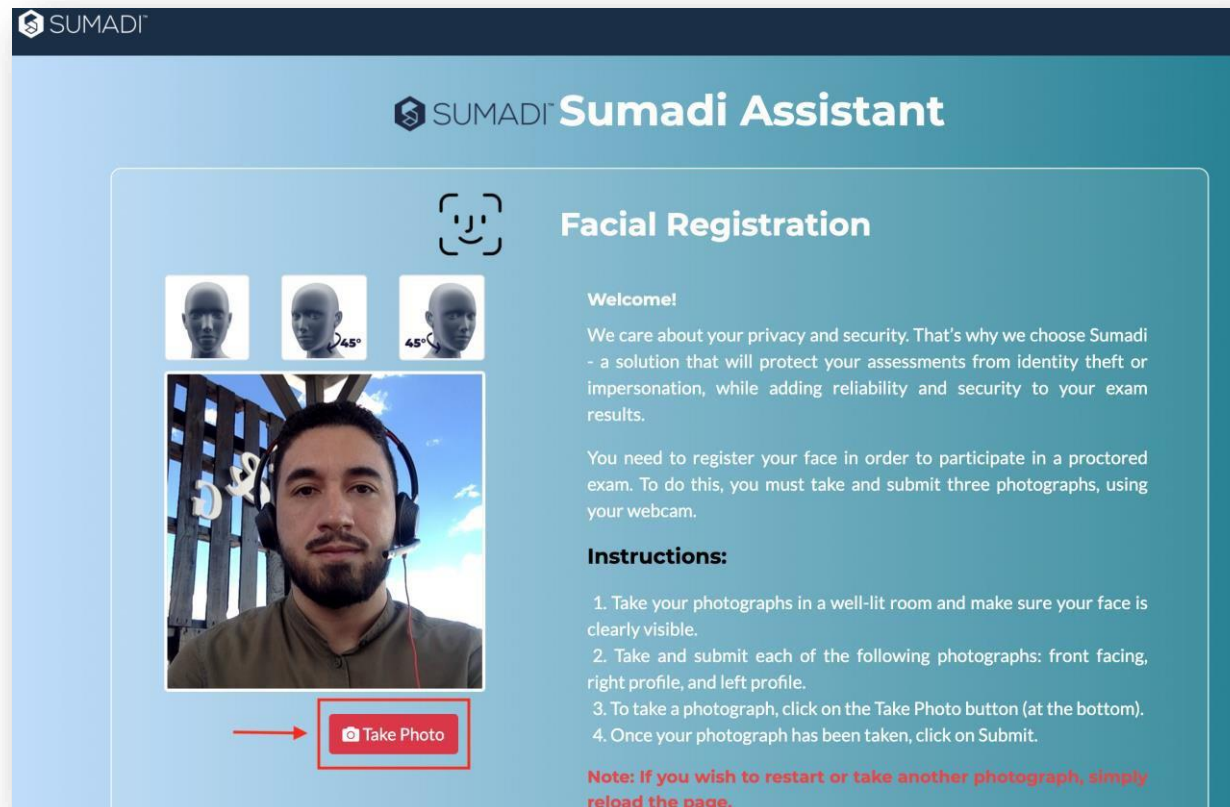 SUMADI™
SUMADI™ Sumadi Assistant
Facial Registration
45°
45°
Welcome!
We care about your privacy and security. That’s why we choose Sumadi
- a solution that will protect your assessments from identity theft or
impersonation, while adding reliability and security to your exam
results.
You need to register your face in order to participate in a proctored
exam. To do this, you must take and submit three photographs, using
your webcam.
Instructions:
1. Take your photographs in a well-lit room and make sure your face is
clearly visible.
2. Take and submit each of the following photographs: front facing,
right profile, and left profile.
3. To take a photograph, click on the Take Photo button (at the bottom).
4. Once your photograph has been taken, click on Submit.
Note: If you wish to restart or take another photograph, simply
reload the page.
Take Photo